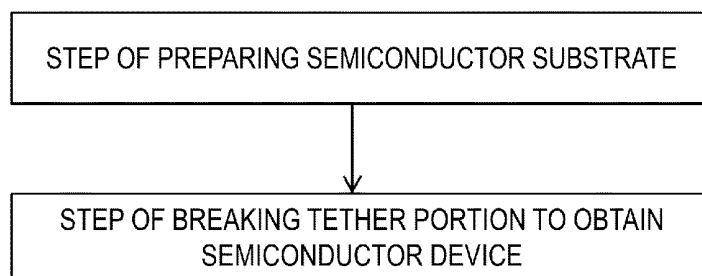 STEP OF PREPARING SEMICONDUCTOR SUBSTRATE
STEP OF BREAKING TETHER PORTION TO OBTAIN
SEMICONDUCTOR DEVICE